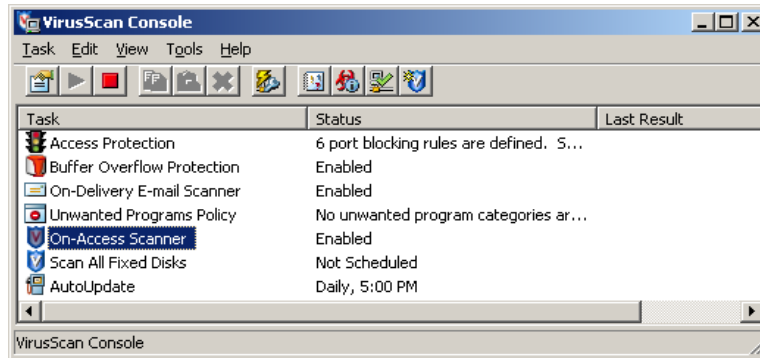 VirusScan Console
Task Edit View Tools Help
Task Status Last Result
Access Protection 6 port blocking rules are defined. S...
Buffer Overflow Protection Enabled
On-Delivery E-mail Scanner Enabled
Unwanted Programs Policy No unwanted program categories ar...
On-Access Scanner Enabled
Scan All Fixed Disks Not Scheduled
AutoUpdate Daily, 5:00 PM
VirusScan Console